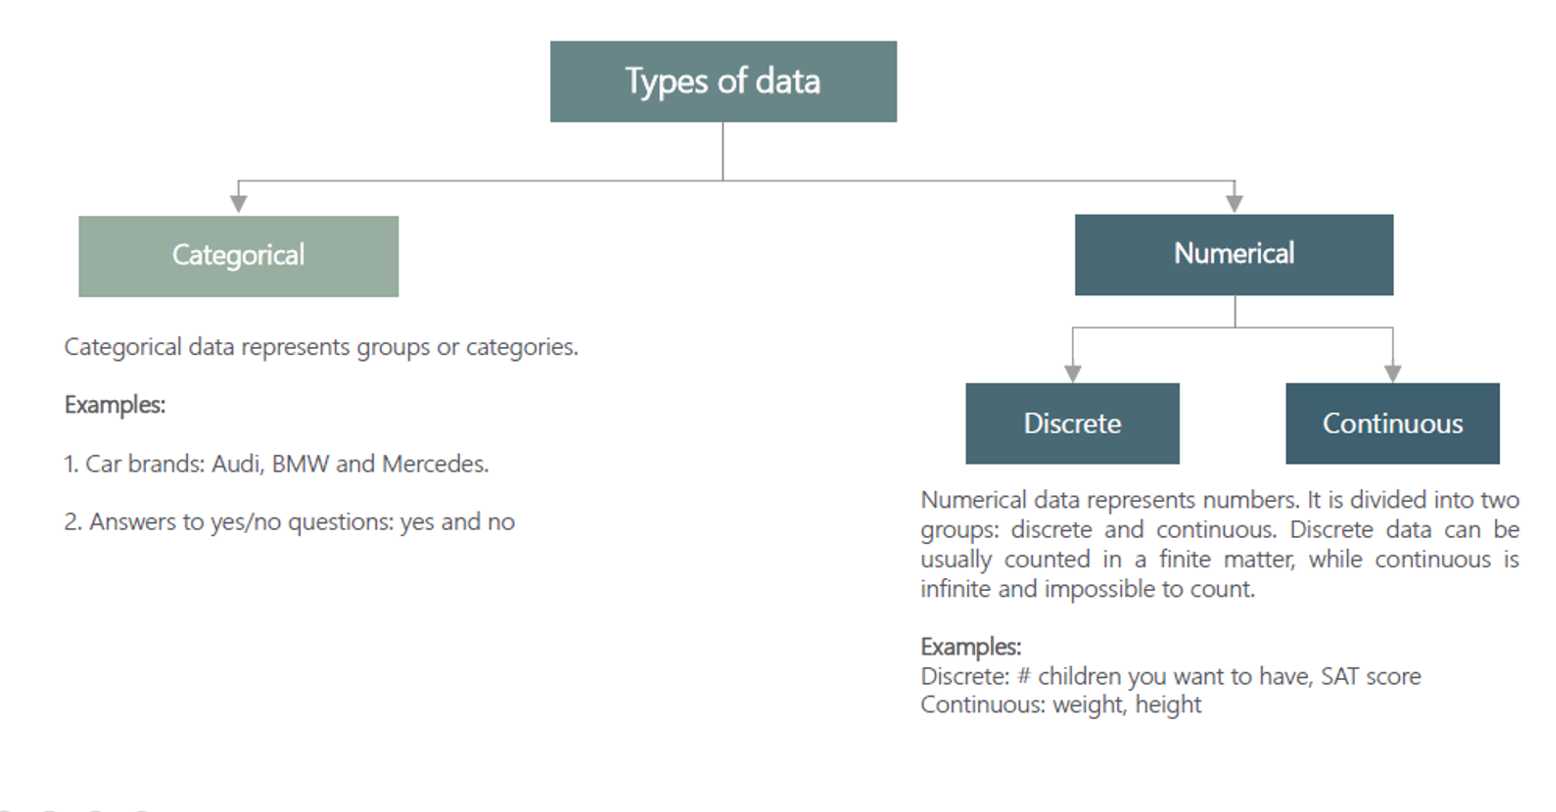 Types of data
Categorical
Numerical
Categorical data represents groups or categories.
Examples:
1. Car brands: Audi, BMW and Mercedes.
2. Answers to yes/no questions: yes and no
Discrete
Continuous
Numerical data represents numbers. It is divided into two
groups: discrete and continuous. Discrete data can be
usually counted in a finite matter, while continuous is
infinite and impossible to count.
Examples:
Discrete: # children you want to have, SAT score
Continuous: weight, height